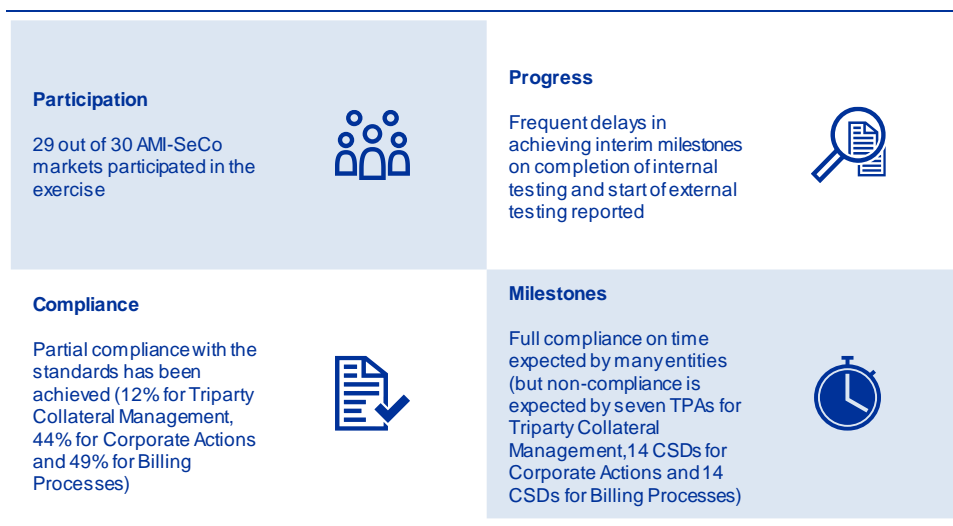 Participation
29 out of 30 AMI-SeCo
markets participated in the
exercise
Progress
Frequent delays in
achieving interim milestones
on completion of internal
testing and start of external
testing reported
Compliance
Partial compliance with the
standards has been
achieved (12% for Triparty
Collateral Management,
44% for Corporate Actions
and 49% for Billing
Processes)
Milestones
Full compliance on time
expected by many entities
(but non-compliance is
expected by seven TPAs for
Triparty Collateral
Management,14 CSDs for
Corporate Actions and 14
CSDs for Billing Processes)